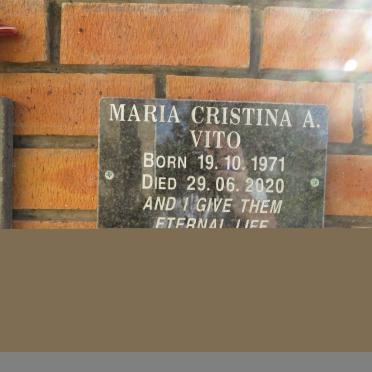 MARIA CRISTINA A.
VITO
BORN 19.10.1971
DIED 29.06.2020
AND I GIVE THEM
ETERNAL LIFE